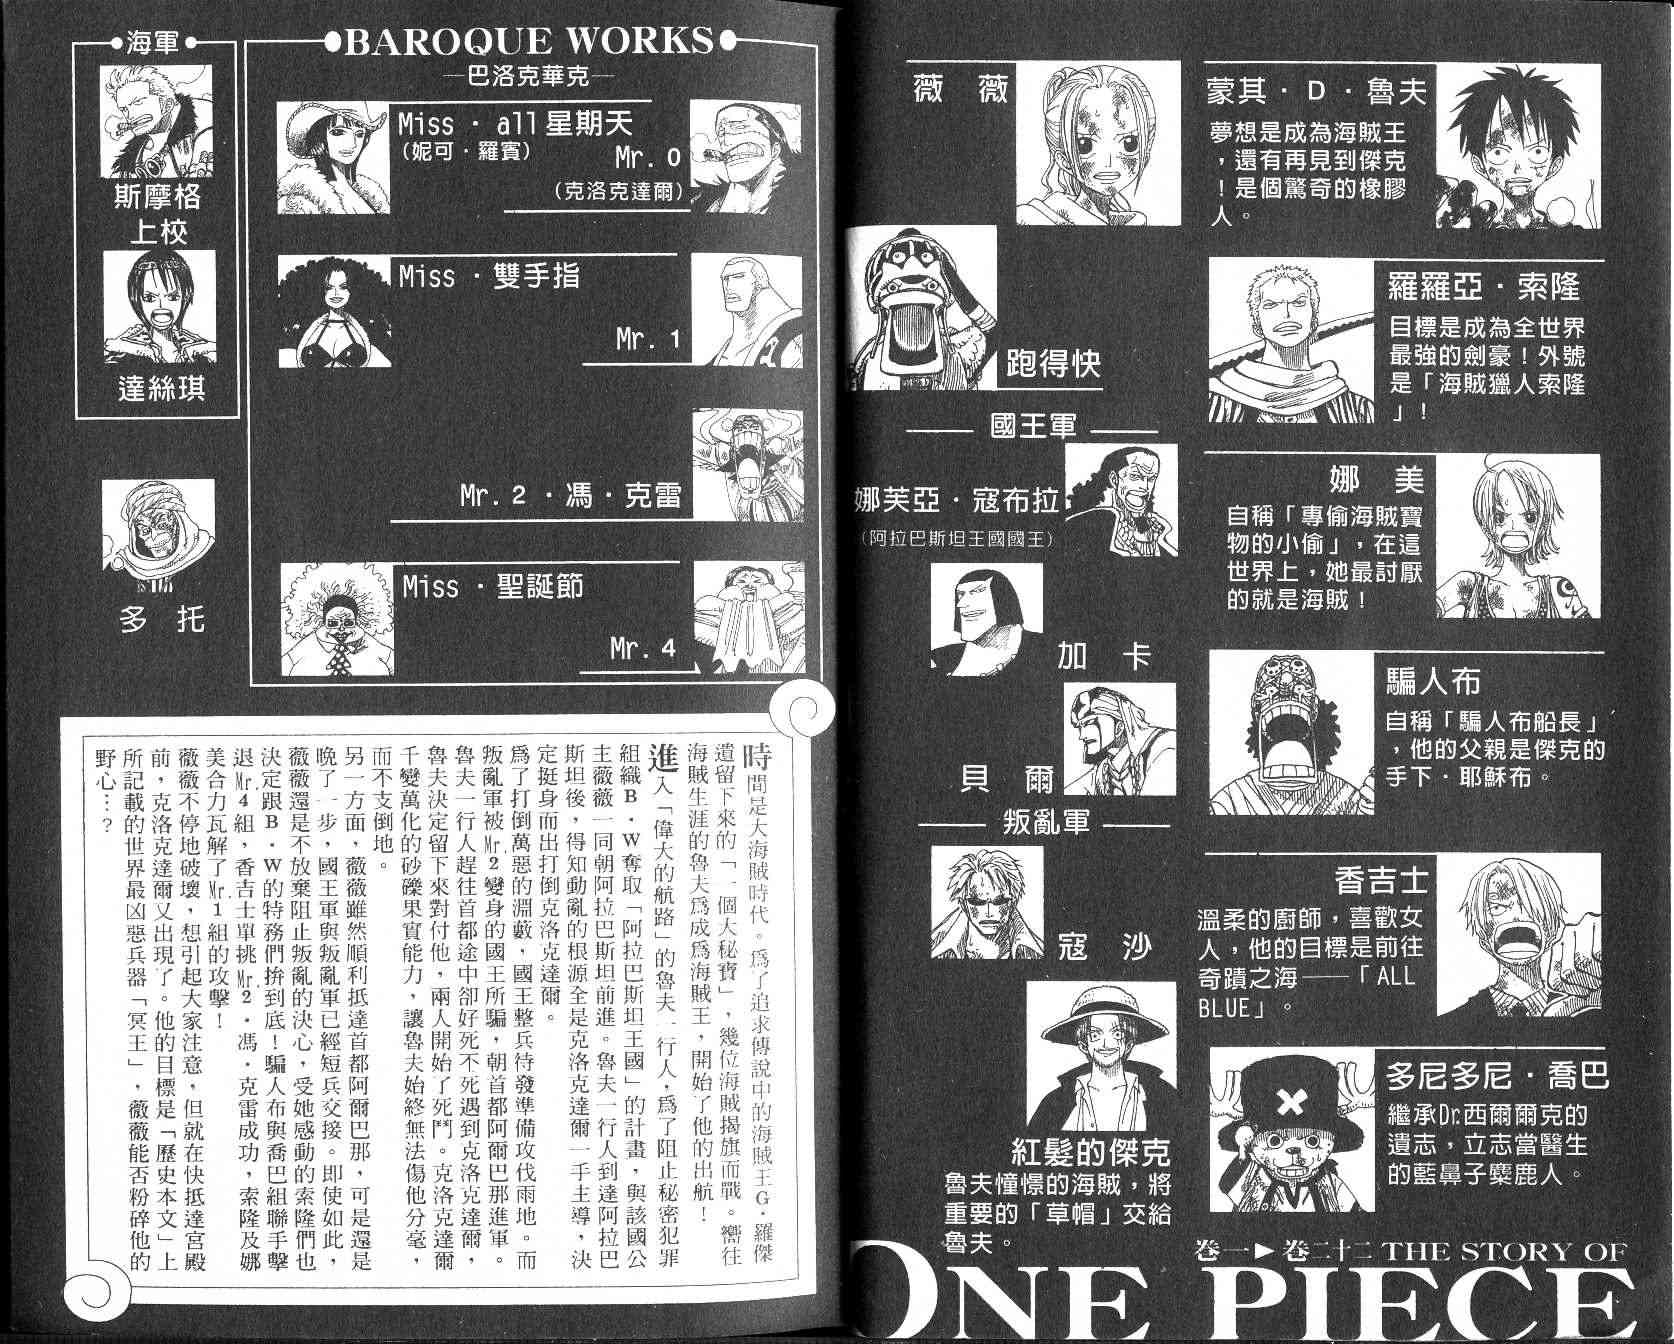 蒙其·D·魯夫
夢想是成為海賊王
，還有再見到傑克
！是個驚奇的橡膠
人。
羅羅亞·索隆
目標是成為全世界
最強的劍豪！外號
是「海賊獵人索隆
」！
娜 美
自稱「專偷海賊寶
物的小偷」，在這
世界上，她最討厭
的就是海賊！
騙人布
自稱「騙人布船長」
，他的父親是傑克的
手下·耶穌布。
香吉士
溫柔的廚師，喜歡女
人，他的目標是前往
奇蹟之海——「ALL
BLUE」。
多尼多尼·喬巴
繼承Dr.西爾爾克的
遺志，立志當醫生
的藍鼻子麋鹿人。
薇 薇
跑得快
國王軍
娜芙亞·寇布拉
(阿拉巴斯坦王國國王)
加 卡
貝 爾
叛亂軍
寇 沙
紅髮的傑克
魯夫憧憬的海賊，將
重要的「草帽」交給
魯夫。
卷一▶卷二十二 THE STORY OF
ONE PIECE
BAROQUE WORKS
—巴洛克華克—
Miss · all星期天
(妮可·羅賓)
Mr. 0
(克洛克達爾)
Miss · 雙手指
Mr. 1
Mr. 2 · 馮 · 克雷
Miss · 聖誕節
Mr. 4
海軍
斯摩格
上校
達絲琪
多 托
時間是大海賊時代。為了追求傳說中的海賊王G·羅傑
遺留下來的「一個大秘寶」，幾位海賊揭旗而戰。嚮往
海賊生涯的魯夫為成為海賊王，開始了他的出航！
進入「偉大的航路」的魯夫一行人，為了阻止秘密犯罪
組織B·W奪取「阿拉巴斯坦王國」的計畫，與該國公
主薇薇一同朝阿拉巴斯坦前進。魯夫一行人到達阿拉巴
斯坦後，得知動亂的根源全是克洛克達爾一手主導，決
定挺身而出打倒克洛克達爾。
為了打倒萬惡的淵藪，國王整兵待發準備攻伐雨地。而
叛亂軍被Mr.2變身的國王所騙，朝首都阿爾巴那進軍。
魯夫一行人趕往首都途中卻好死不死遇到克洛克達爾，
魯夫決定留下來對付他，兩人開始了死鬥。克洛克達爾
千變萬化的砂礫果實能力，讓魯夫始終無法傷他分毫，
而不支倒地。
另一方面，薇薇雖然順利抵達首都阿爾巴那，可是還是
晚了一步，國王軍與叛亂軍已經短兵交接。即使如此，
薇薇還是不放棄阻止叛亂的決心，受她感動的索隆們也
決定跟B·W的特務們拚到底！騙人布與喬巴組聯手擊
退Mr.4組，香吉士單挑Mr.2·馮·克雷成功，索隆及娜
美合力瓦解了Mr.1組的攻擊！
薇薇不停地破壞，想引起大家注意，但就在快抵達宮殿
前，克洛克達爾又出現了。他的目標是「歷史本文」上
所記載的世界最凶惡兵器「冥王」，薇薇能否粉碎他的
野心…？